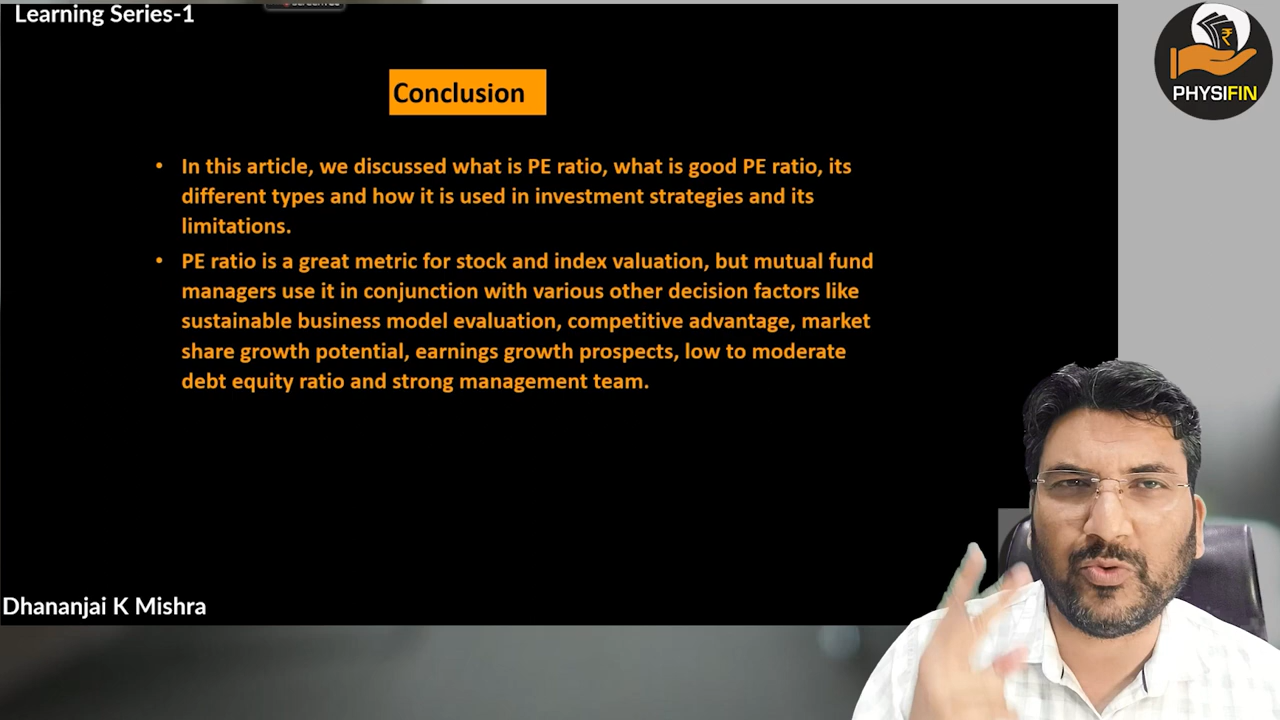 Learning Series-1
PHYSIFIN
Conclusion
• In this article, we discussed what is PE ratio, what is good PE ratio, its
different types and how it is used in investment strategies and its
limitations.
• PE ratio is a great metric for stock and index valuation, but mutual fund
managers use it in conjunction with various other decision factors like
sustainable business model evaluation, competitive advantage, market
share growth potential, earnings growth prospects, low to moderate
debt equity ratio and strong management team.
Dhananjai K Mishra